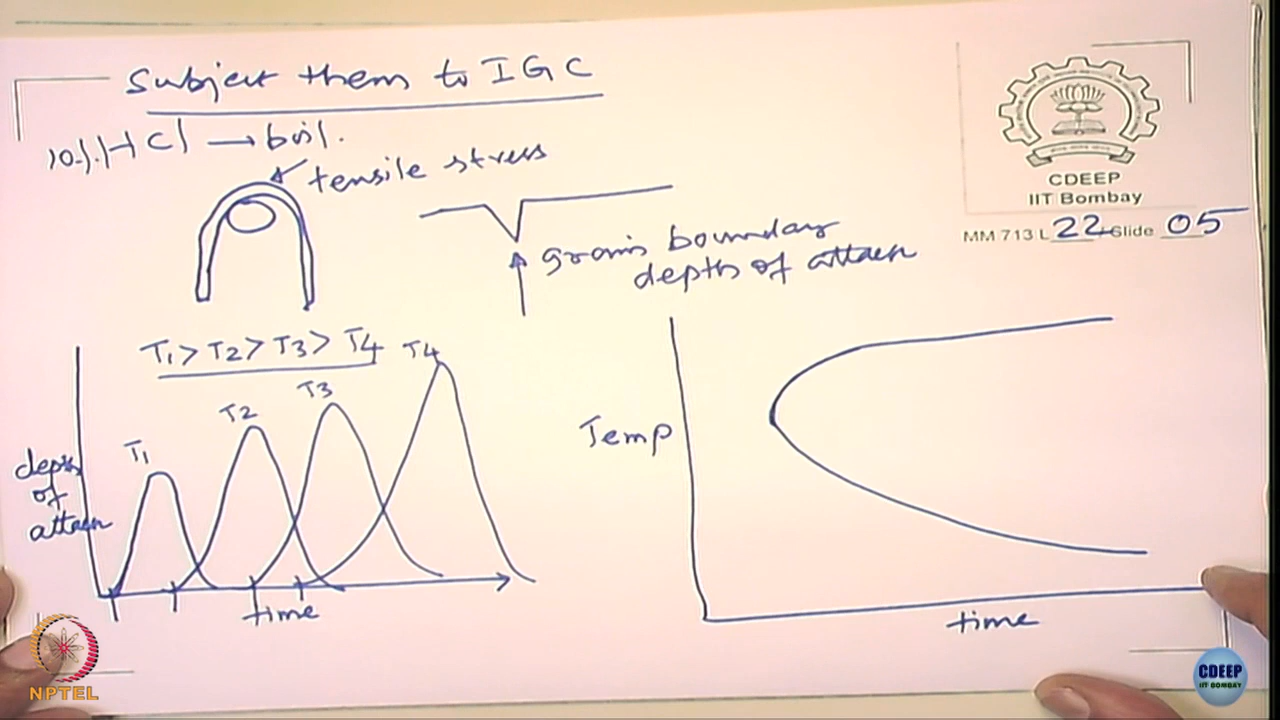 Subject them to IGC
10% HCl → boil.
tensile stress
grain boundary
depth of attack
CDEEP
IIT Bombay
MM 713 L 22 Slide 05
T1 > T2 > T3 > T4
T1
T2
T3
T4
depth
of
attack
time
Temp
time
NPTEL
CDEEP
IIT BOMBAY